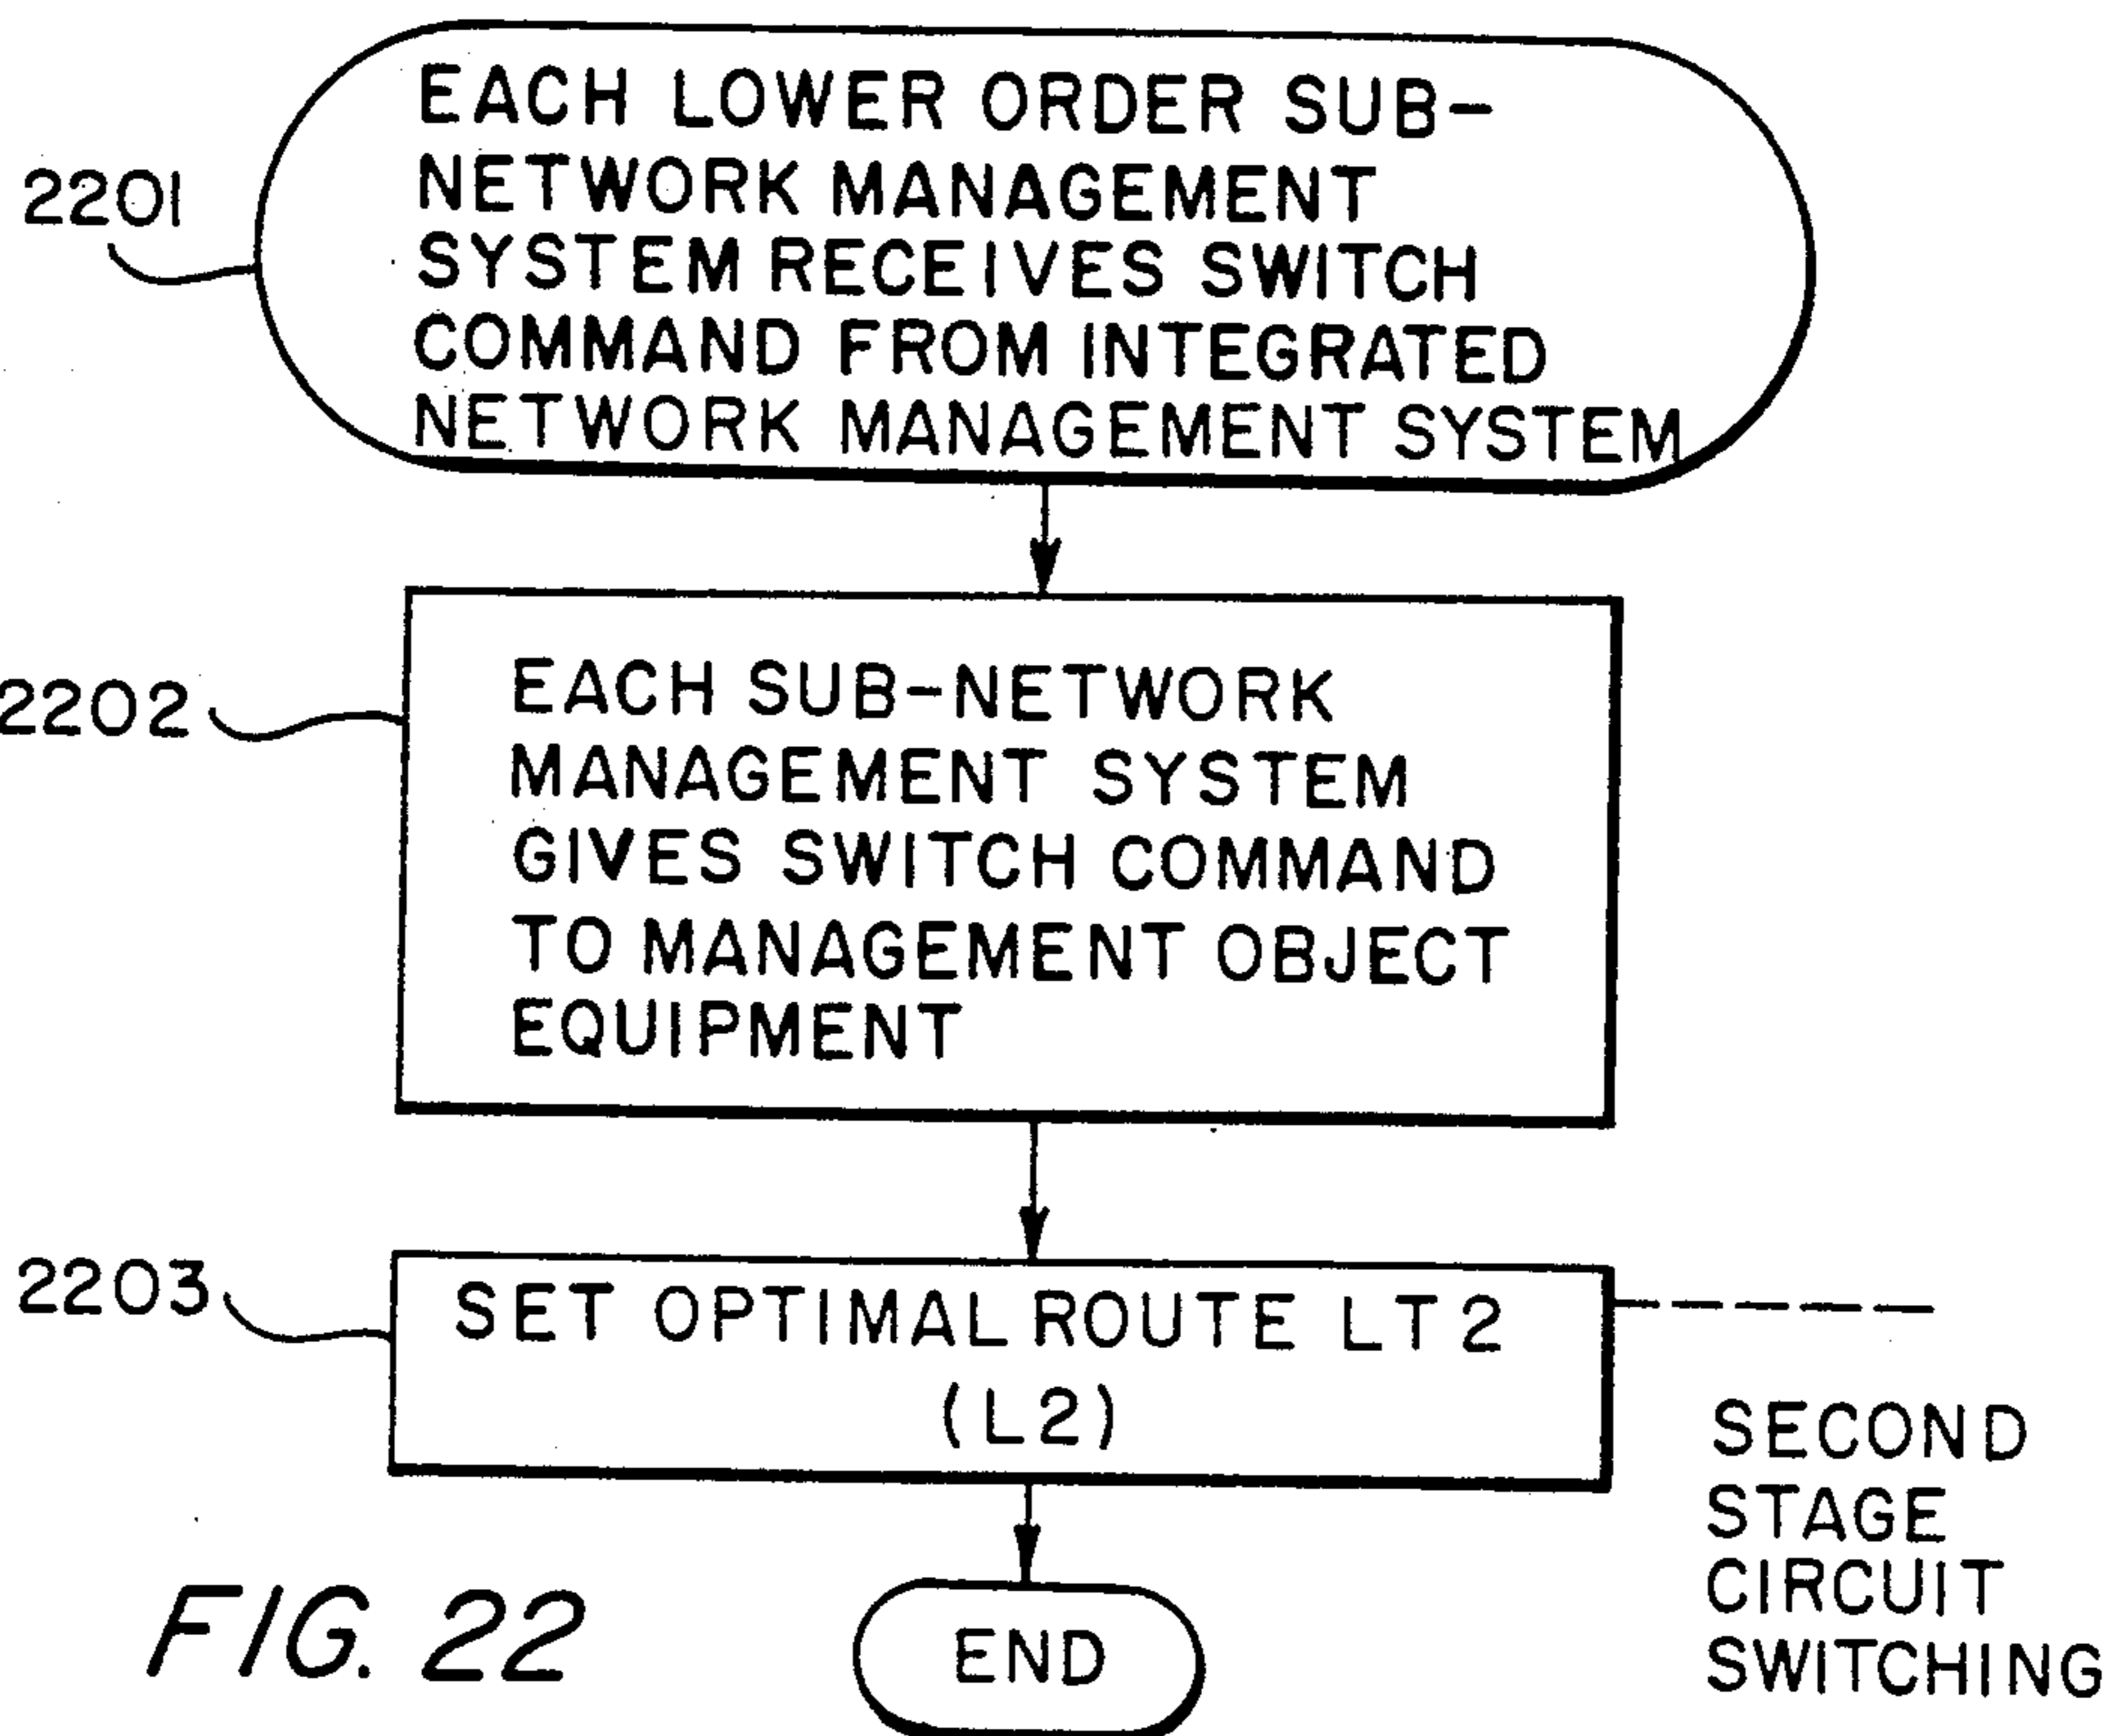 2201
EACH LOWER ORDER SUB-
NETWORK MANAGEMENT
SYSTEM RECEIVES SWITCH
COMMAND FROM INTEGRATED
NETWORK MANAGEMENT SYSTEM
2202
EACH SUB-NETWORK
MANAGEMENT SYSTEM
GIVES SWITCH COMMAND
TO MANAGEMENT OBJECT
EQUIPMENT
2203
SET OPTIMAL ROUTE LT2
(L2)
SECOND
STAGE
CIRCUIT
SWITCHING
END
FIG. 22